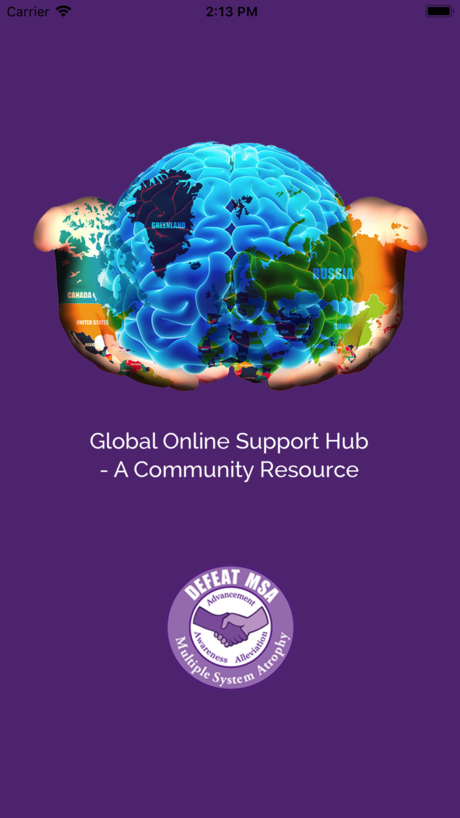 Carrier 2:13 PM
GREENLAND
RUSSIA
CANADA
UNITED STATES
CHINA
Global Online Support Hub
- A Community Resource
DEFEAT MSA
Advancement
Awareness Alleviation
Multiple System Atrophy